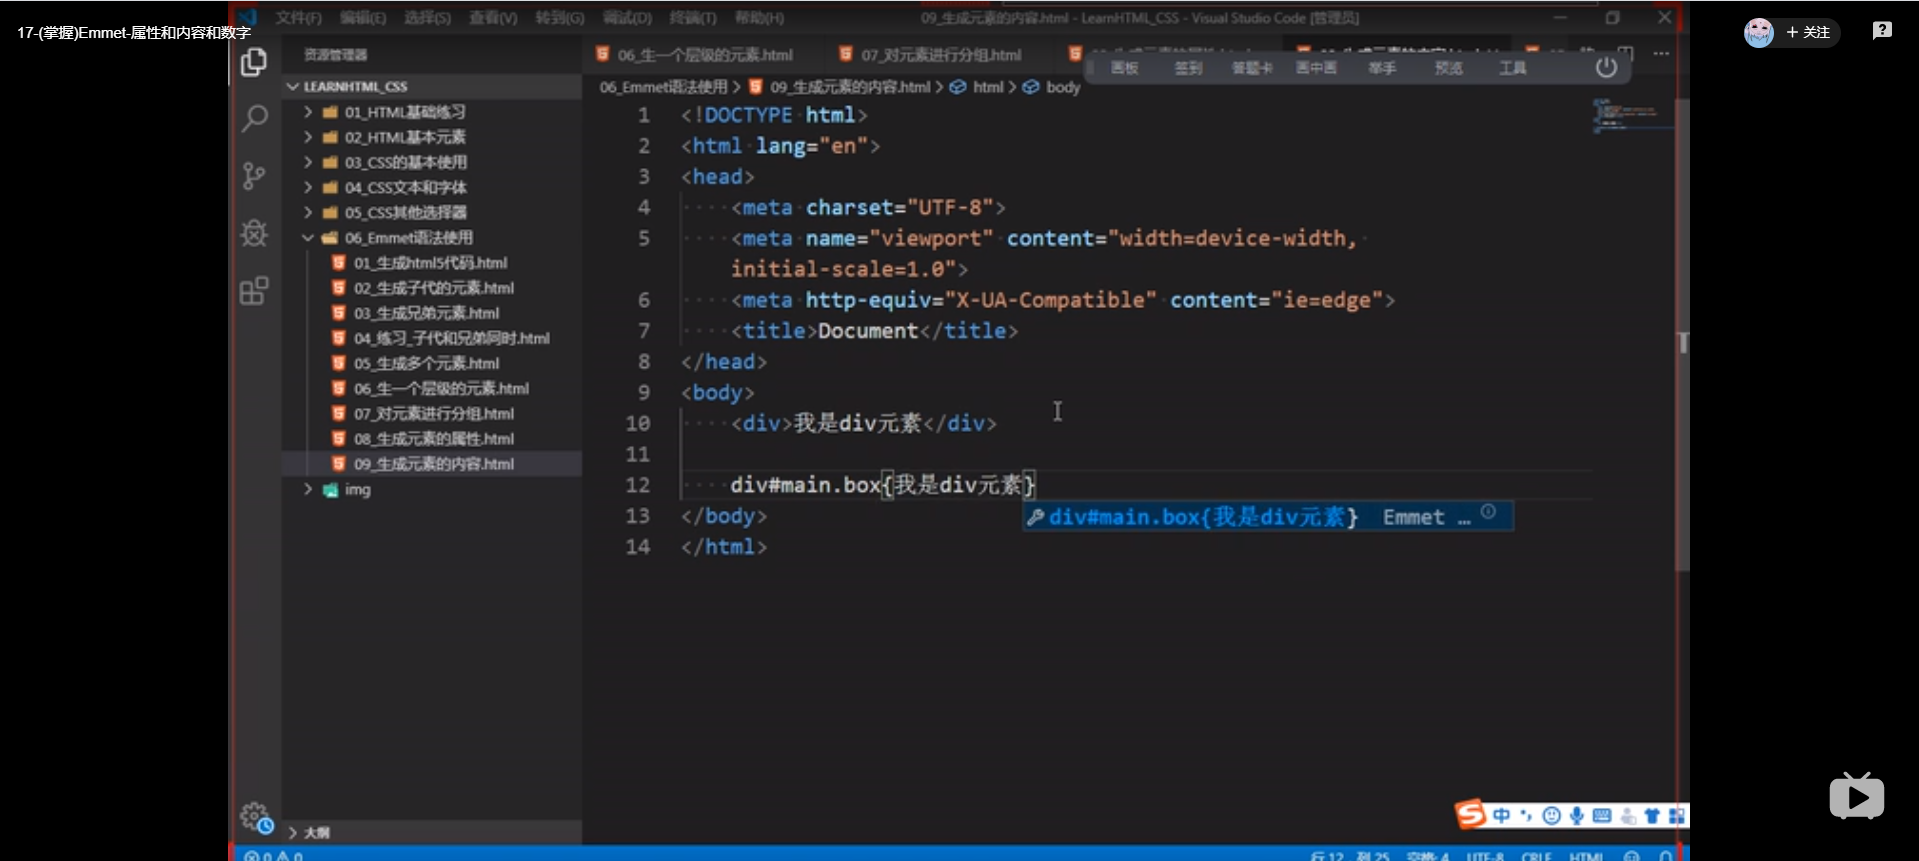 17-(掌握)Emmet-属性和内容和数字
+ 关注
文件(F) 编辑(E) 选择(S) 查看(V) 转到(G) 调试(D) 终端(T) 帮助(H)
09_生成元素的内容.html - LearnHTML_CSS - Visual Studio Code [管理员]
资源管理器
06_生一个层级的元素.html
07_对元素进行分组.html
画板 签到 答题卡 画中画 举手 预览 工具
LEARNHTML_CSS
01_HTML基础练习
02_HTML基本元素
03_CSS的基本使用
04_CSS文本和字体
05_CSS其他选择器
06_Emmet语法使用
01_生成html5代码.html
02_生成子代的元素.html
03_生成兄弟元素.html
04_练习_子代和兄弟同时.html
05_生成多个元素.html
06_生一个层级的元素.html
07_对元素进行分组.html
08_生成元素的属性.html
09_生成元素的内容.html
img
大纲
06_Emmet语法使用 > 09_生成元素的内容.html > html > body
1 <!DOCTYPE html>
2 <html lang="en">
3 <head>
4 <meta charset="UTF-8">
5 <meta name="viewport" content="width=device-width,
initial-scale=1.0">
6 <meta http-equiv="X-UA-Compatible" content="ie=edge">
7 <title>Document</title>
8 </head>
9 <body>
10 <div>我是div元素</div>
11
12 div#main.box{我是div元素}
div#main.box{我是div元素} Emmet …
13 </body>
14 </html>
中
0 0
行 12, 列 25 空格: 4 UTF-8 CRLF HTML